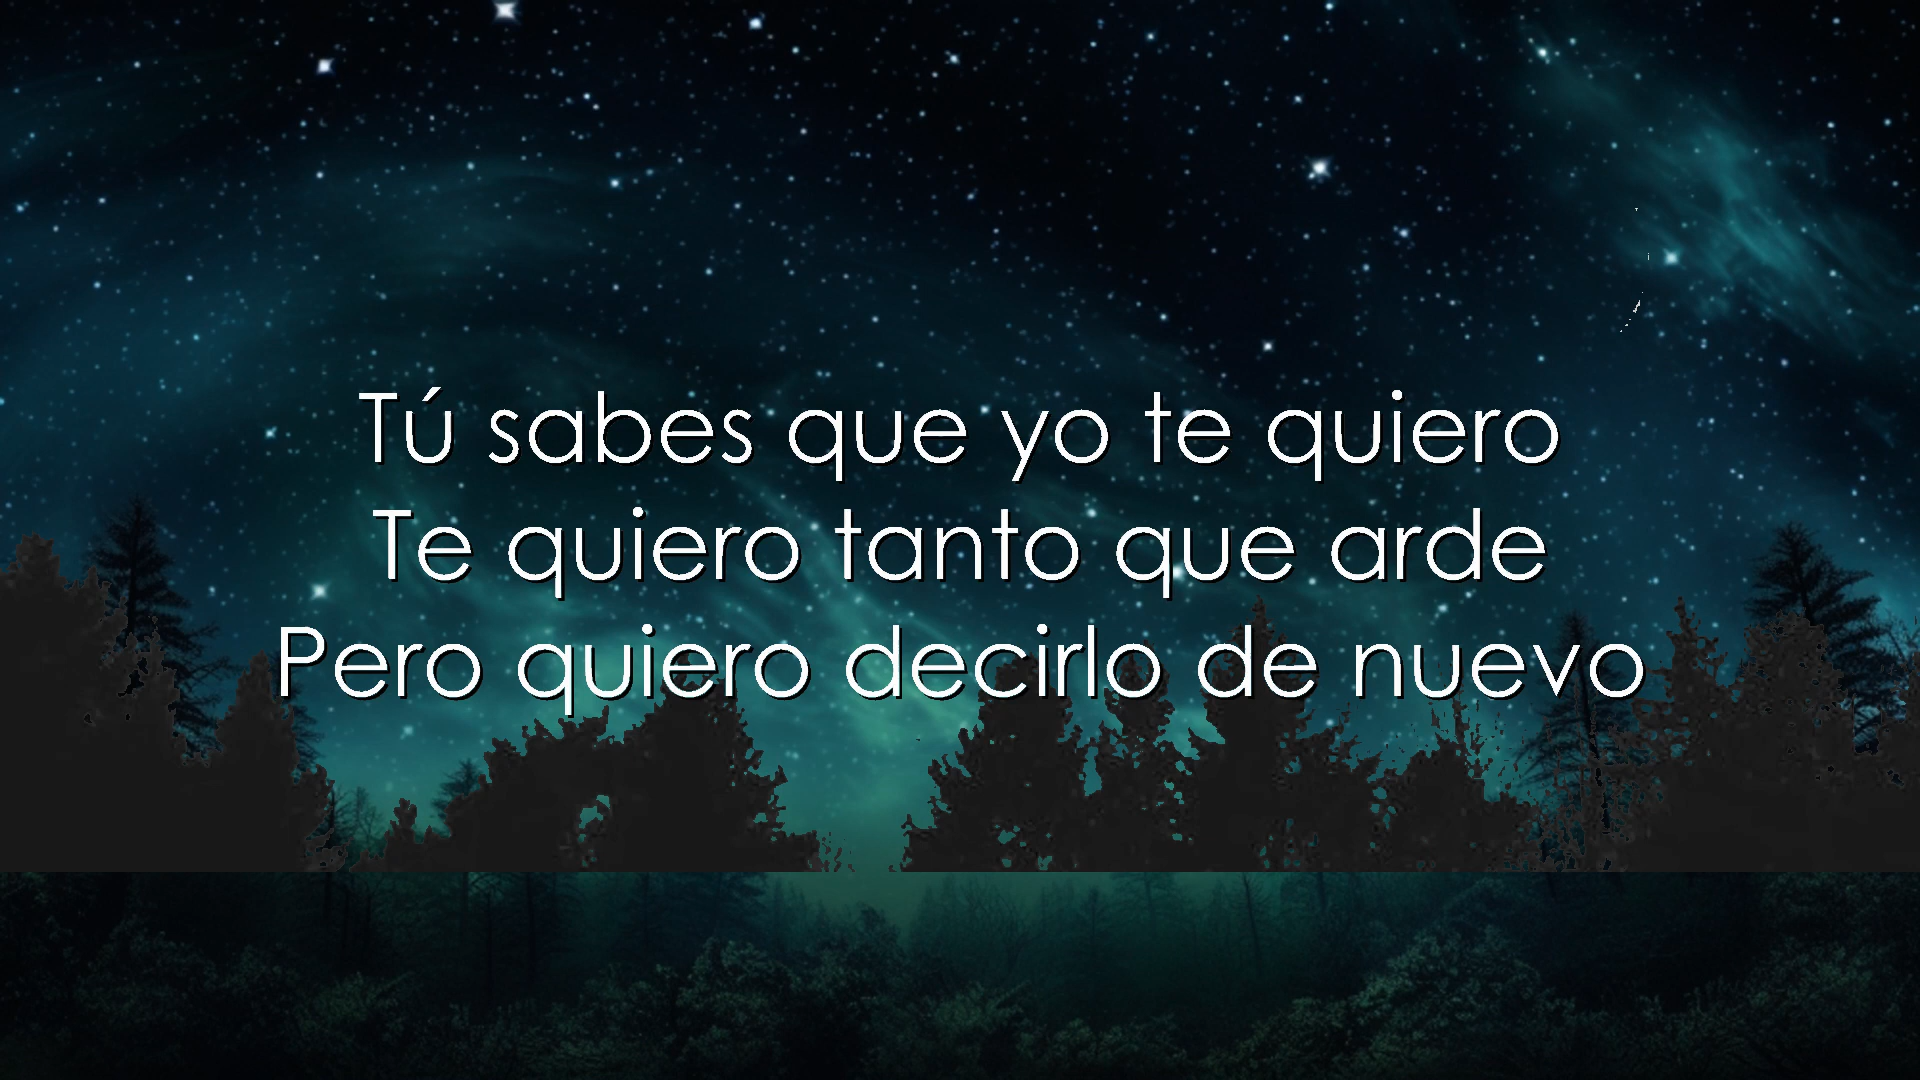 Tú sabes que yo te quiero
Te quiero tanto que arde
Pero quiero decirlo de nuevo